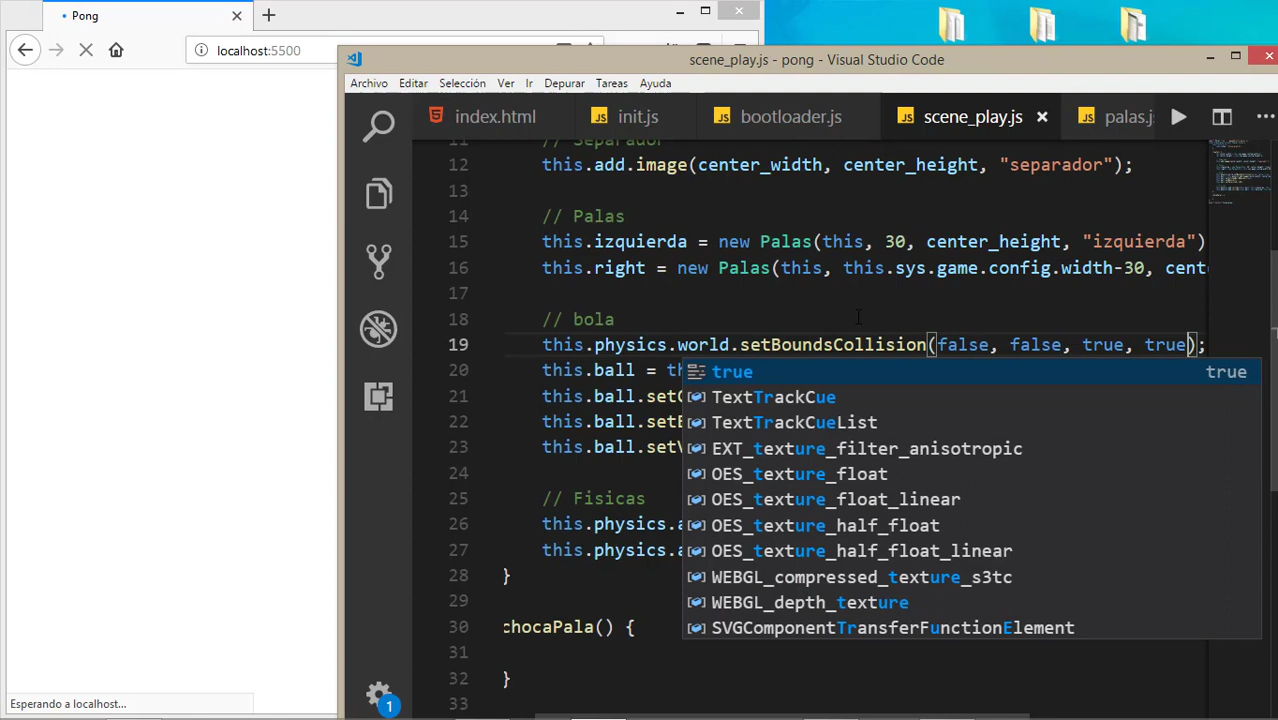 Pong
localhost:5500
scene_play.js - pong - Visual Studio Code
Archivo Editar Selección Ver Ir Depurar Tareas Ayuda
index.html init.js bootloader.js scene_play.js palas.js
11 // Separador
12 this.add.image(center_width, center_height, "separador");
13
14 // Palas
15 this.izquierda = new Palas(this, 30, center_height, "izquierda")
16 this.right = new Palas(this, this.sys.game.config.width-30, cente
17
18 // bola
19 this.physics.world.setBoundsCollision(false, false, true, true);
20 this.ball = th
21 this.ball.set
22 this.ball.set
23 this.ball.set
24
25 // Fisicas
26 this.physics.a
27 this.physics.a
28 }
29
30 chocaPala() {
31
32 }
33
true true
TextTrackCue
TextTrackCueList
EXT_texture_filter_anisotropic
OES_texture_float
OES_texture_float_linear
OES_texture_half_float
OES_texture_half_float_linear
WEBGL_compressed_texture_s3tc
WEBGL_depth_texture
SVGComponentTransferFunctionElement
1
Esperando a localhost...